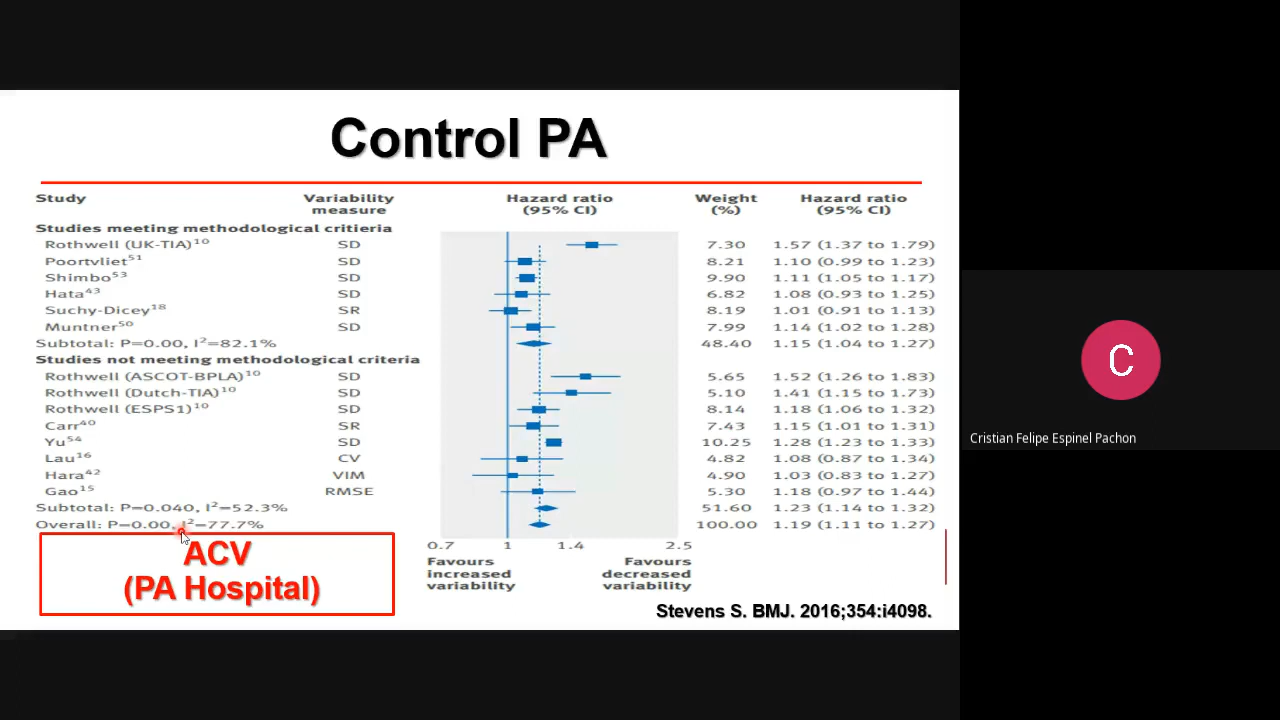 Control PA
Study Variability measure Hazard ratio (95% CI) Weight (%) Hazard ratio (95% CI)
Studies meeting methodological critieria
Rothwell (UK-TIA)10 SD 7.30 1.57 (1.37 to 1.79)
Poortvliet51 SD 8.21 1.10 (0.99 to 1.23)
Shimbo53 SD 9.90 1.11 (1.05 to 1.17)
Hata43 SD 6.82 1.08 (0.93 to 1.25)
Suchy-Dicey18 SR 8.19 1.01 (0.91 to 1.13)
Muntner50 SD 7.99 1.14 (1.02 to 1.28)
Subtotal: P=0.00, I2=82.1% 48.40 1.15 (1.04 to 1.27)
Studies not meeting methodological criteria
Rothwell (ASCOT-BPLA)10 SD 5.65 1.52 (1.26 to 1.83)
Rothwell (Dutch-TIA)10 SD 5.10 1.41 (1.15 to 1.73)
Rothwell (ESPS1)10 SD 8.14 1.18 (1.06 to 1.32)
Carr40 SR 7.43 1.15 (1.01 to 1.31)
Yu54 SD 10.25 1.28 (1.23 to 1.33)
Lau16 CV 4.82 1.08 (0.87 to 1.34)
Hara42 VIM 4.90 1.03 (0.83 to 1.27)
Gao15 RMSE 5.30 1.18 (0.97 to 1.44)
Subtotal: P=0.040, I2=52.3% 51.60 1.23 (1.14 to 1.32)
Overall: P=0.00, I2=77.7% 100.00 1.19 (1.11 to 1.27)
0.7 1 1.4 2.5
Favours increased variability
Favours decreased variability
ACV
(PA Hospital)
Stevens S. BMJ. 2016;354:i4098.
C
Cristian Felipe Espinel Pachon